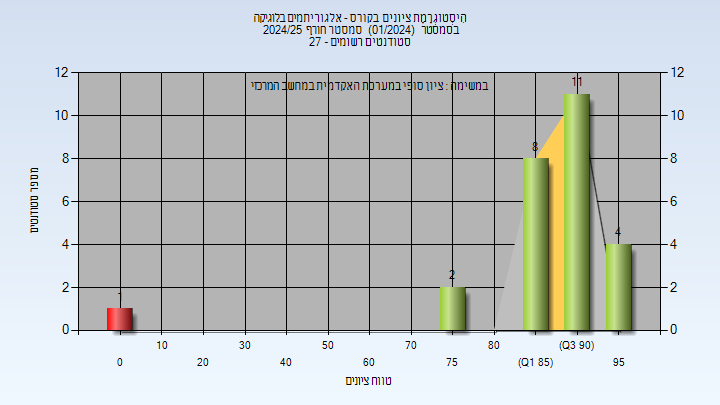 היסטוגרמת ציונים בקורס - אלגוריתמים בלוגיקה
בסמסטר (01/2024) סמסטר חורף 2024/25
סטודנטים רשומים - 27
במשימה : ציון סופי במערכת האקדמית במחשב המרכזי
מספר סטודנטים
12 12
10 10
8 8
6 6
4 4
2 2
0 0
1 2 8 11 4
10 30 50 70 80 (Q3 90)
0 20 40 60 75 (Q1 85) 95
טווח ציונים